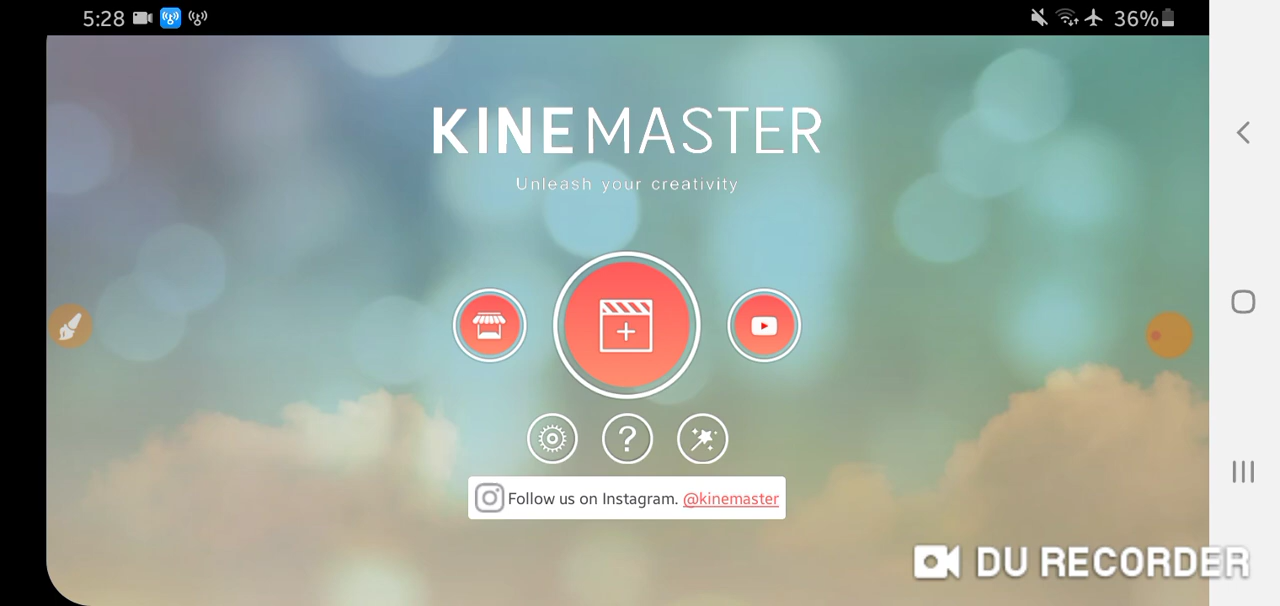 5:28
36%
KINEMASTER
Unleash your creativity
?
Follow us on Instagram. @kinemaster
DU RECORDER